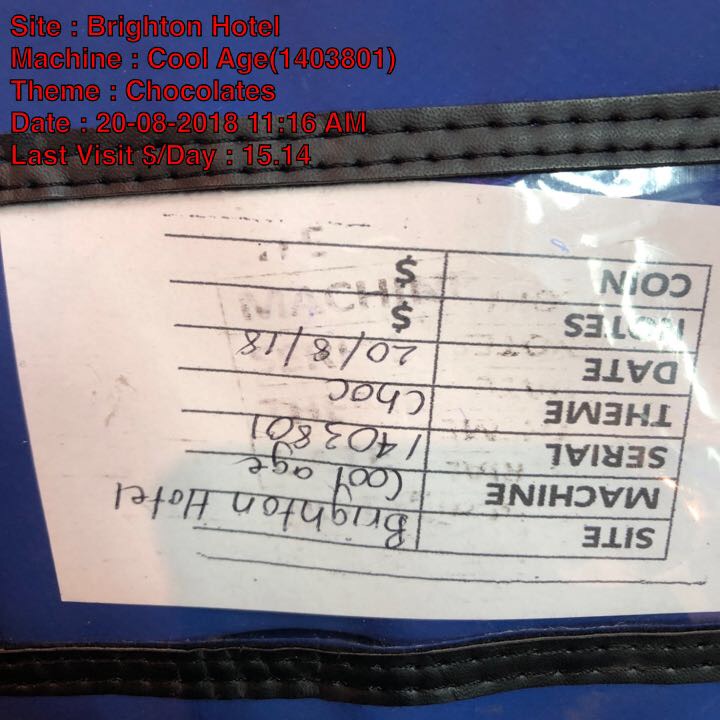 Site : Brighton Hotel
Machine : Cool Age(1403801)
Theme : Chocolates
Date : 20-08-2018 11:16 AM
Last Visit $/Day : 15.14
SITE Brighton Hotel
MACHINE Cool age
SERIAL 1403801
THEME Choc
DATE 20/8/18
NOTES $
COIN $
MACHINE